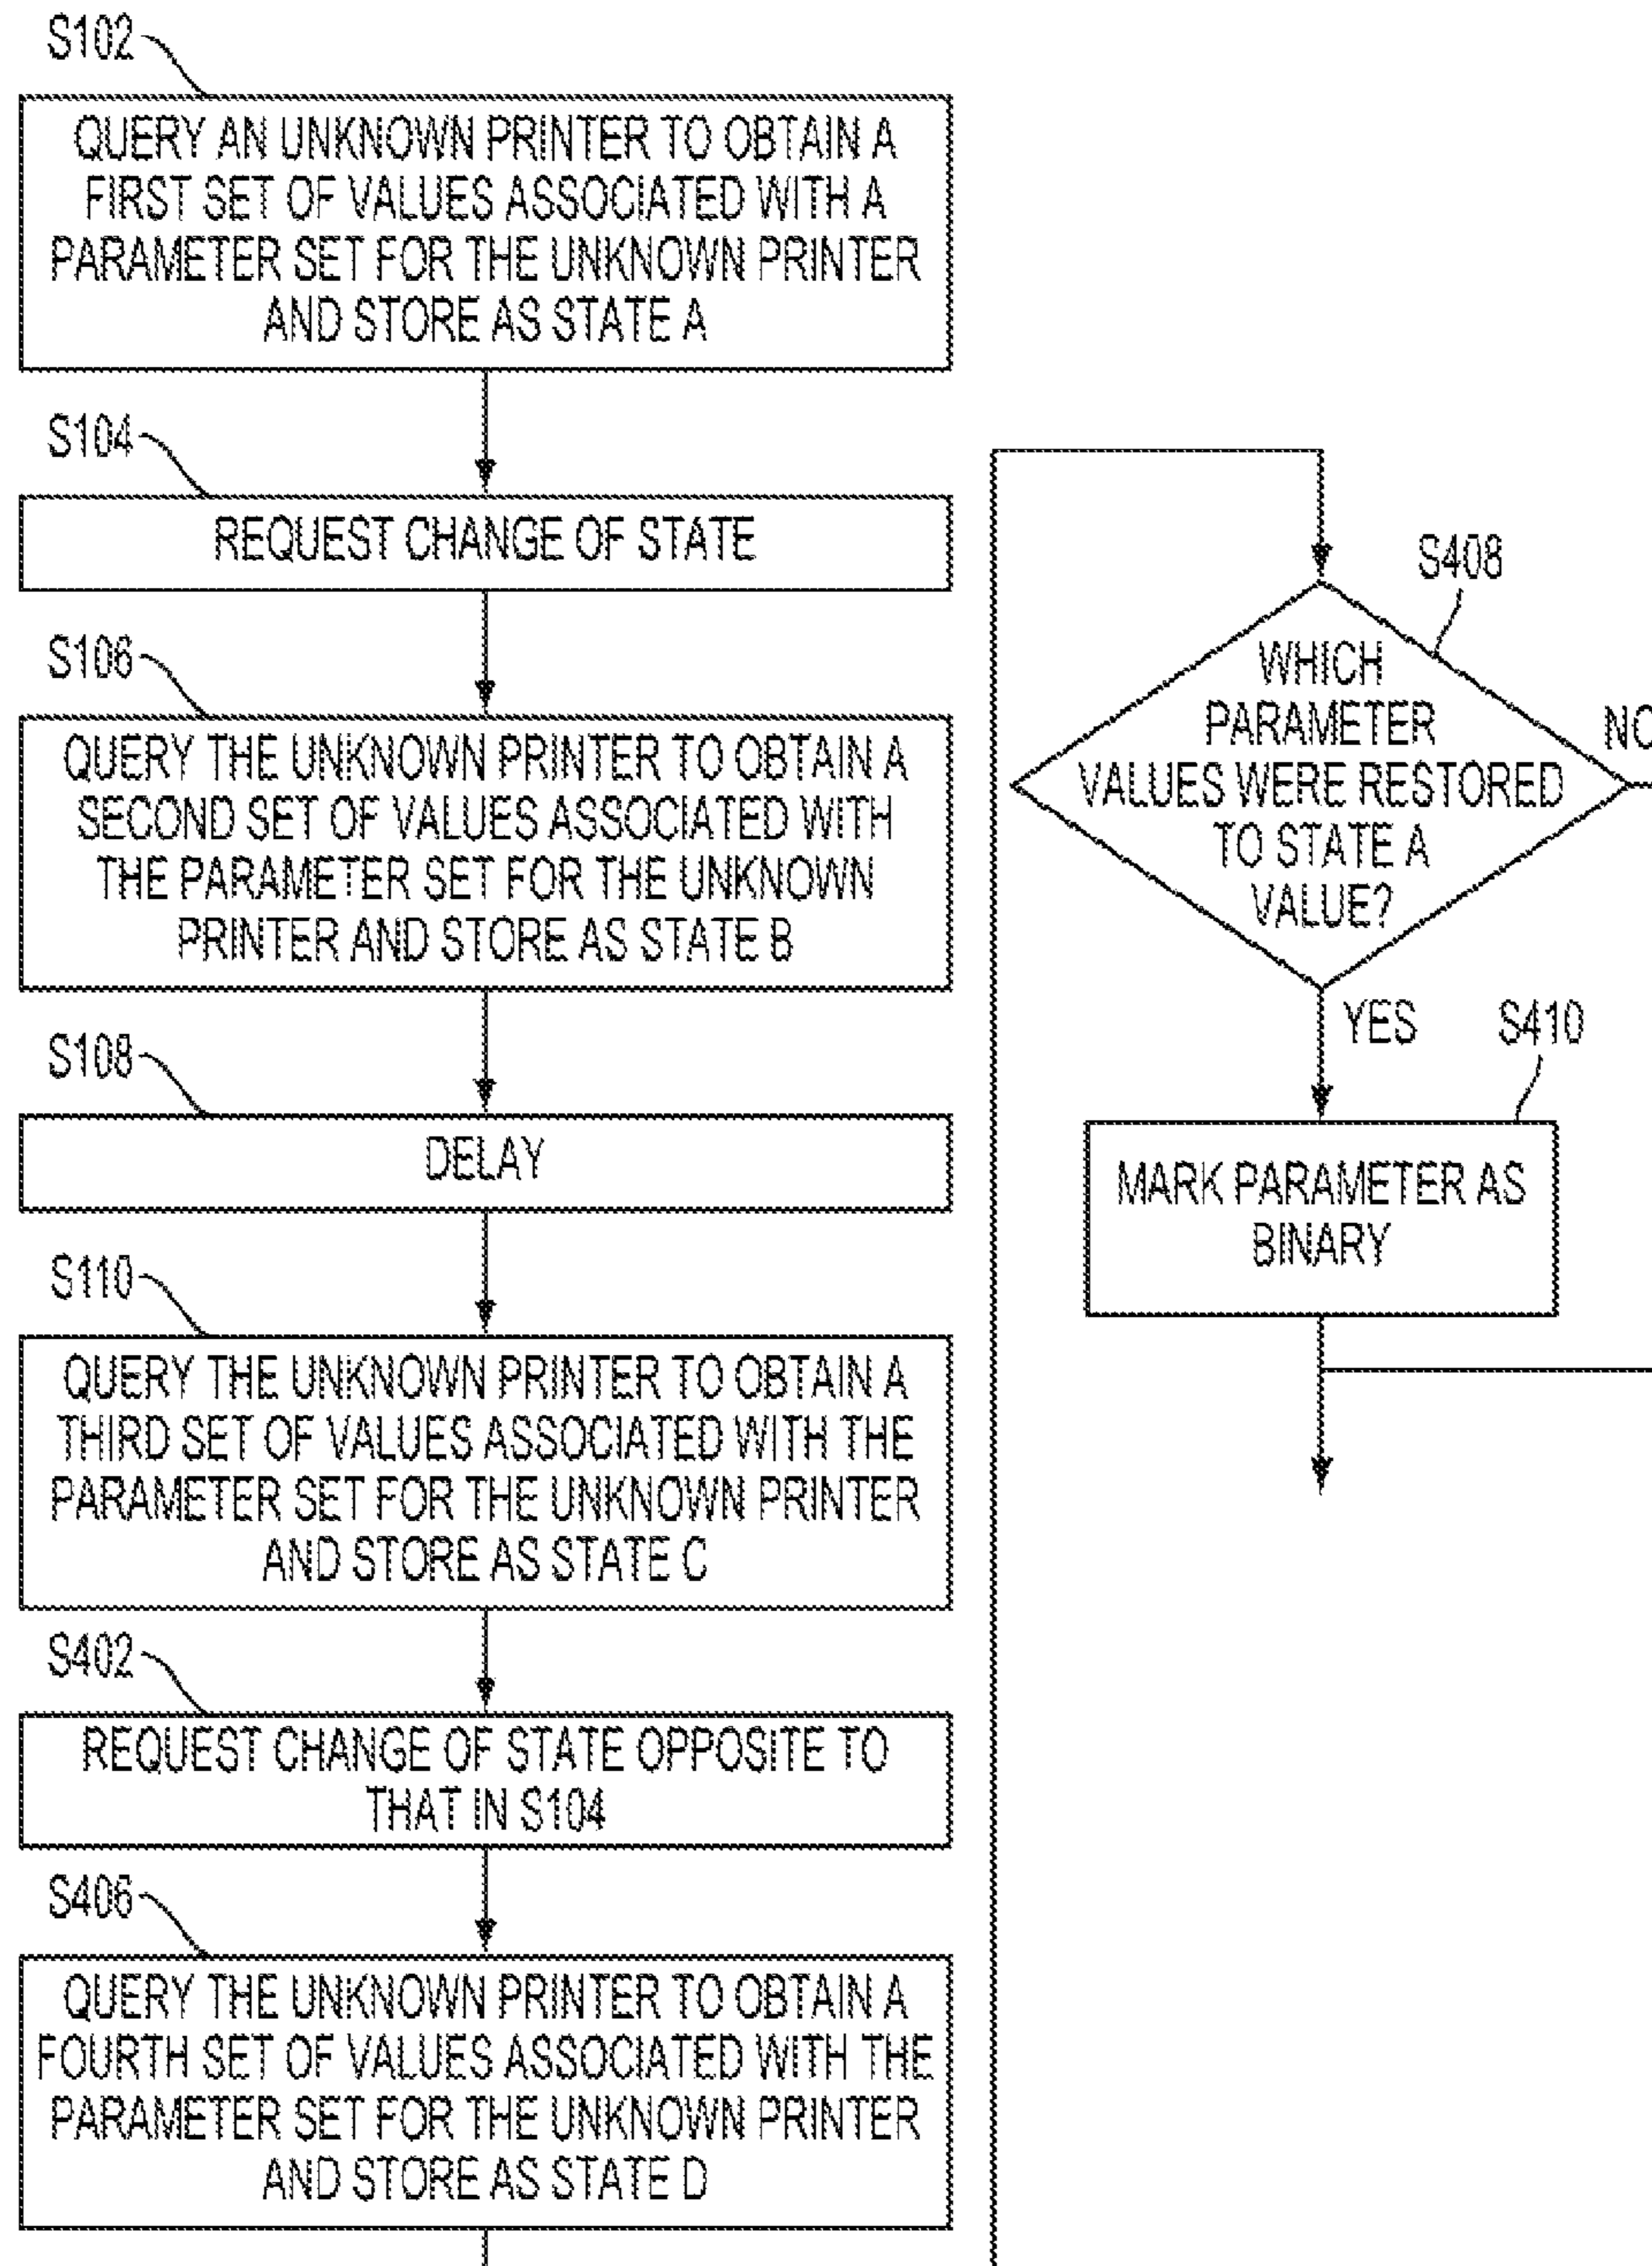 S102
QUERY AN UNKNOWN PRINTER TO OBTAIN A
FIRST SET OF VALUES ASSOCIATED WITH A
PARAMETER SET FOR THE UNKNOWN PRINTER
AND STORE AS STATE A
S104
REQUEST CHANGE OF STATE
S106
QUERY THE UNKNOWN PRINTER TO OBTAIN A
SECOND SET OF VALUES ASSOCIATED WITH
THE PARAMETER SET FOR THE UNKNOWN
PRINTER AND STORE AS STATE B
S108
DELAY
S110
QUERY THE UNKNOWN PRINTER TO OBTAIN A
THIRD SET OF VALUES ASSOCIATED WITH THE
PARAMETER SET FOR THE UNKNOWN PRINTER
AND STORE AS STATE C
S402
REQUEST CHANGE OF STATE OPPOSITE TO
THAT IN S104
S406
QUERY THE UNKNOWN PRINTER TO OBTAIN A
FOURTH SET OF VALUES ASSOCIATED WITH THE
PARAMETER SET FOR THE UNKNOWN PRINTER
AND STORE AS STATE D
S408
WHICH
PARAMETER
VALUES WERE RESTORED
TO STATE A
VALUE?
NO
YES
S410
MARK PARAMETER AS
BINARY